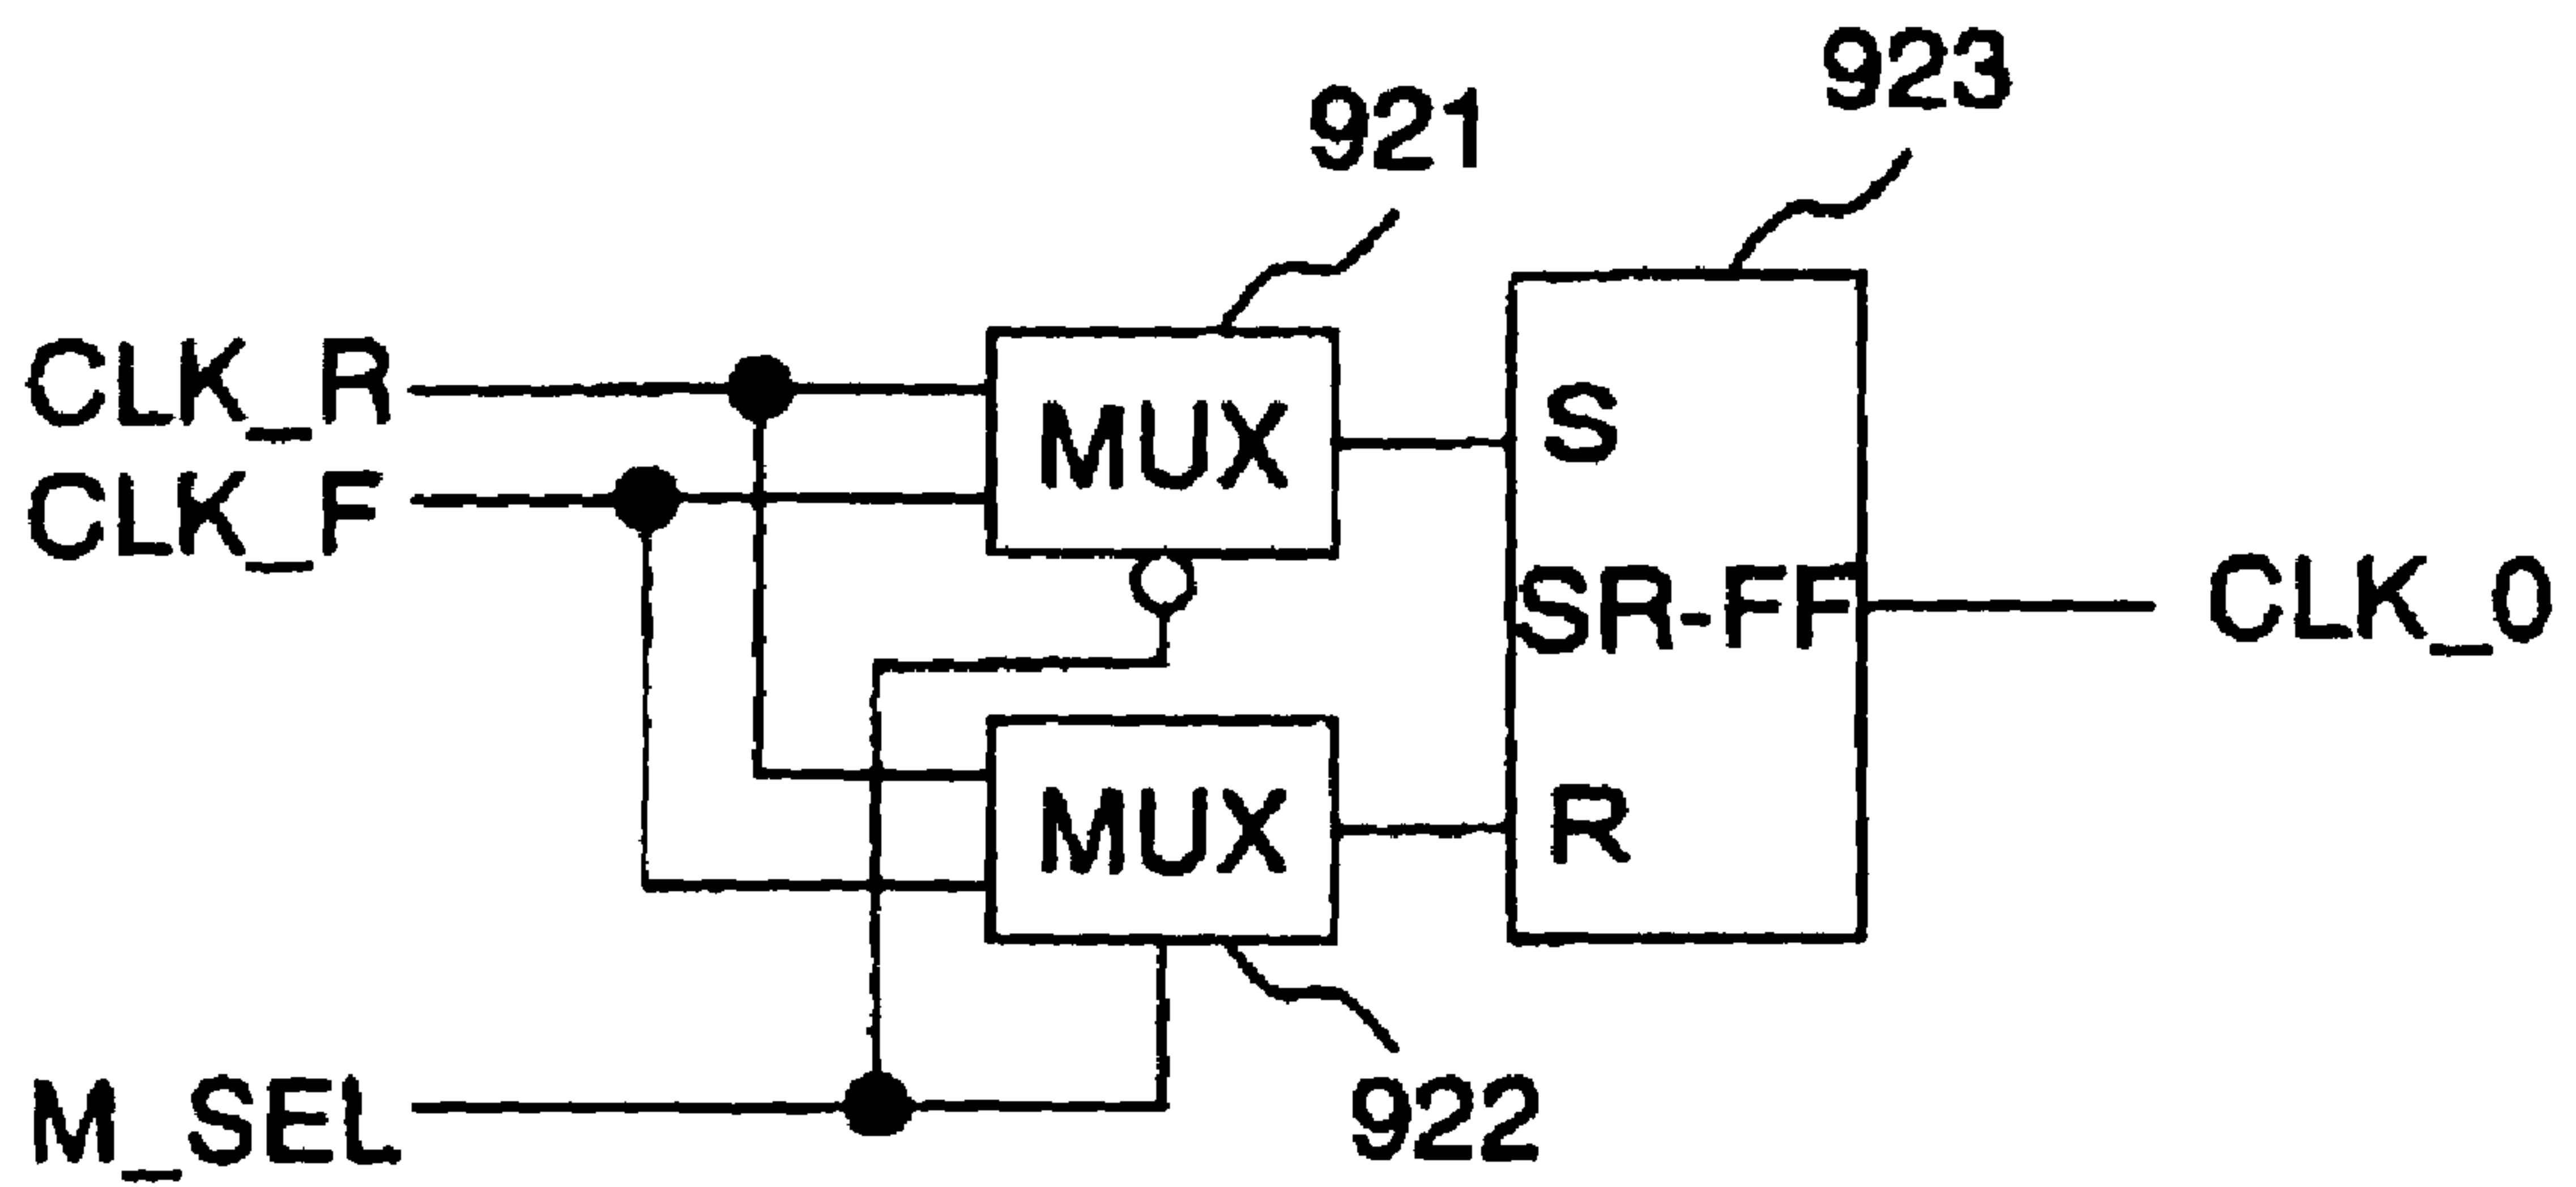 923
921
CLK_R
MUX
S
CLK_F
SR-FF
CLK_0
MUX
R
M_SEL
922